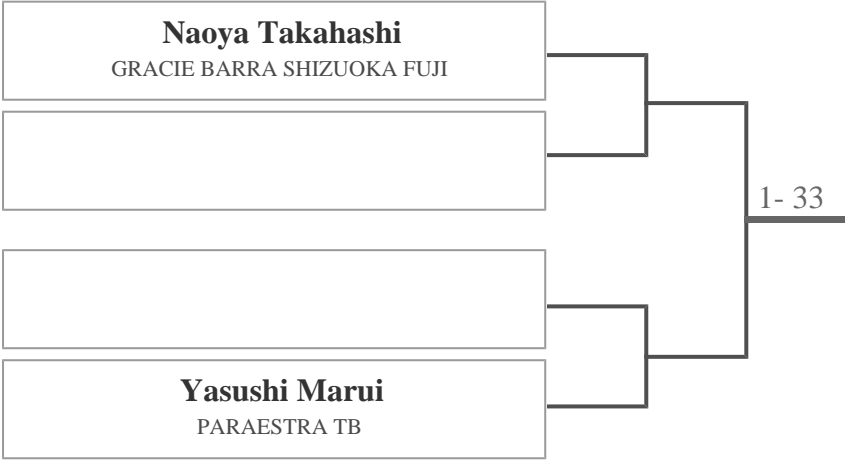 Naoya Takahashi
GRACIE BARRA SHIZUOKA FUJI
1- 33
Yasushi Marui
PARAESTRA TB